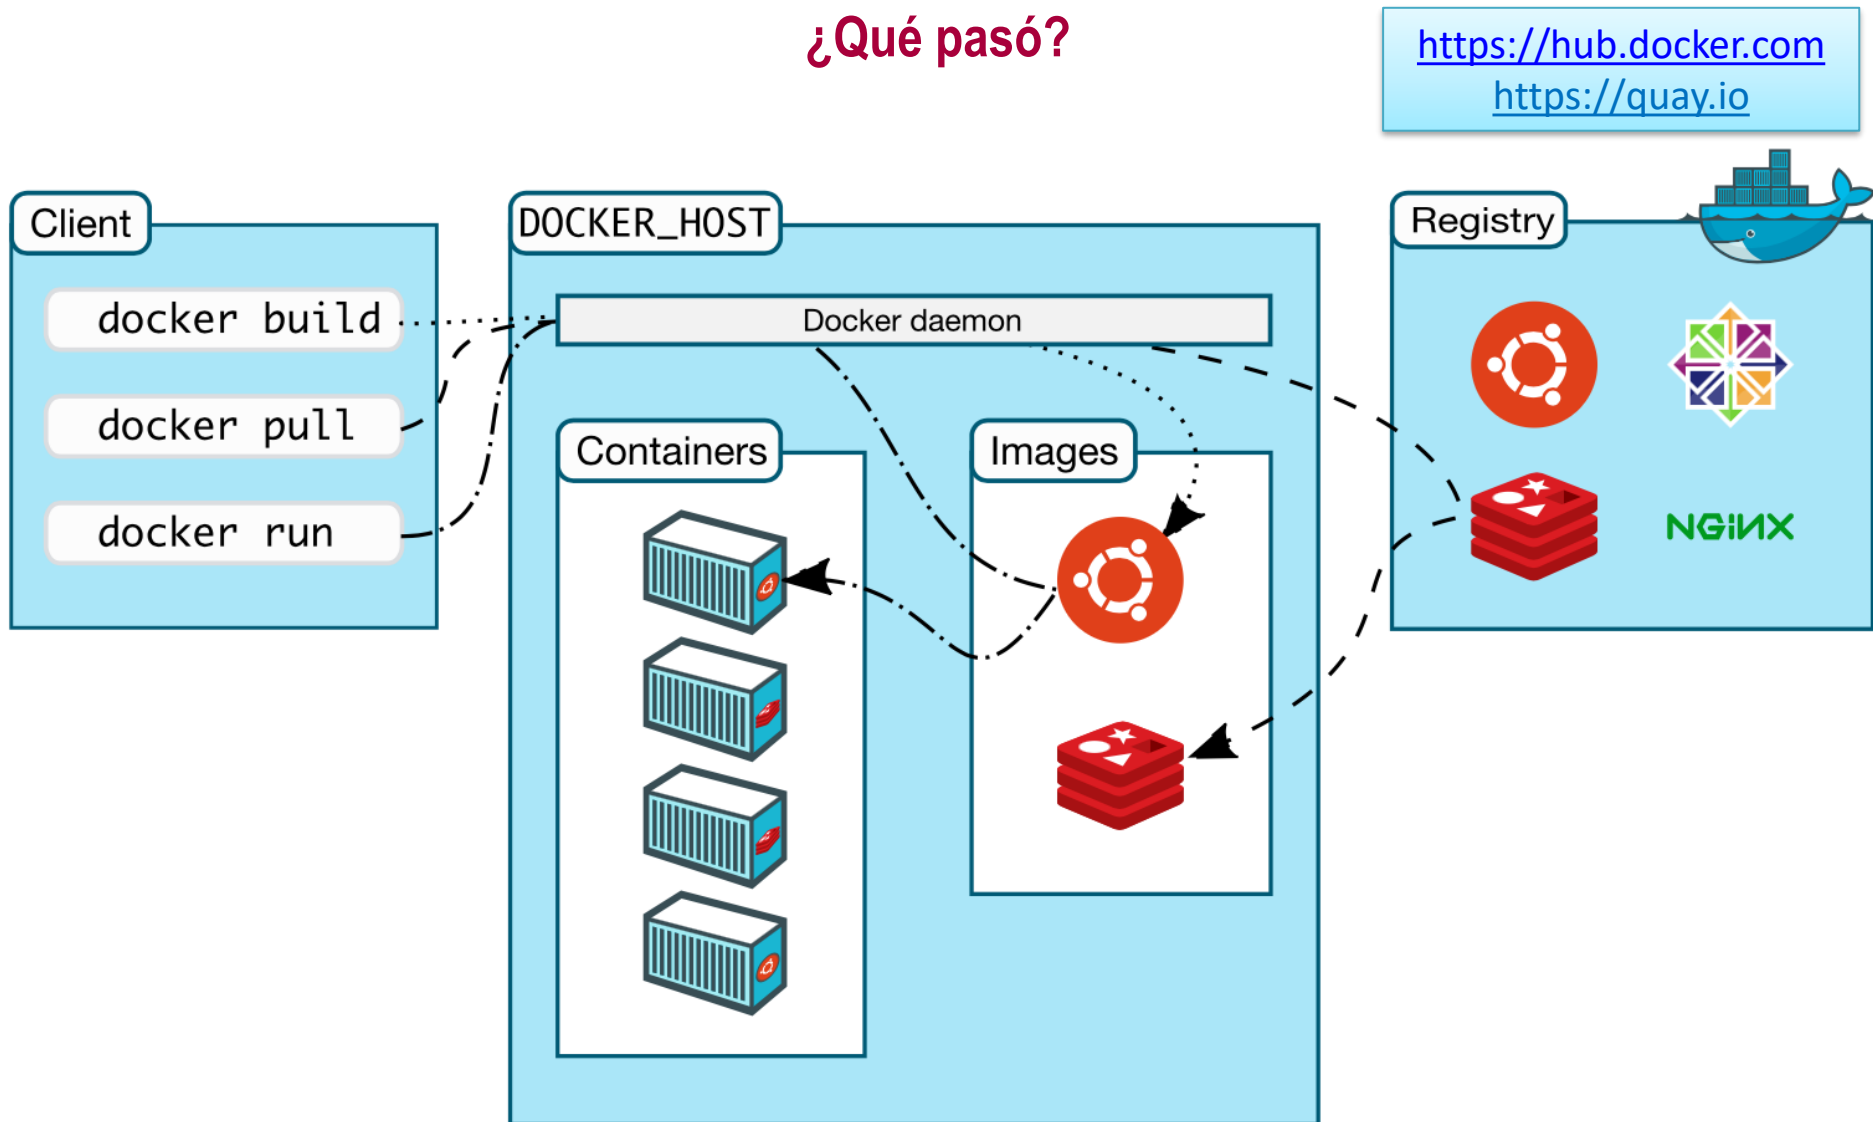 ¿Qué pasó?
https://hub.docker.com
https://quay.io
Client
docker build
docker pull
docker run
DOCKER_HOST
Docker daemon
Containers
Images
Registry
NGiNX